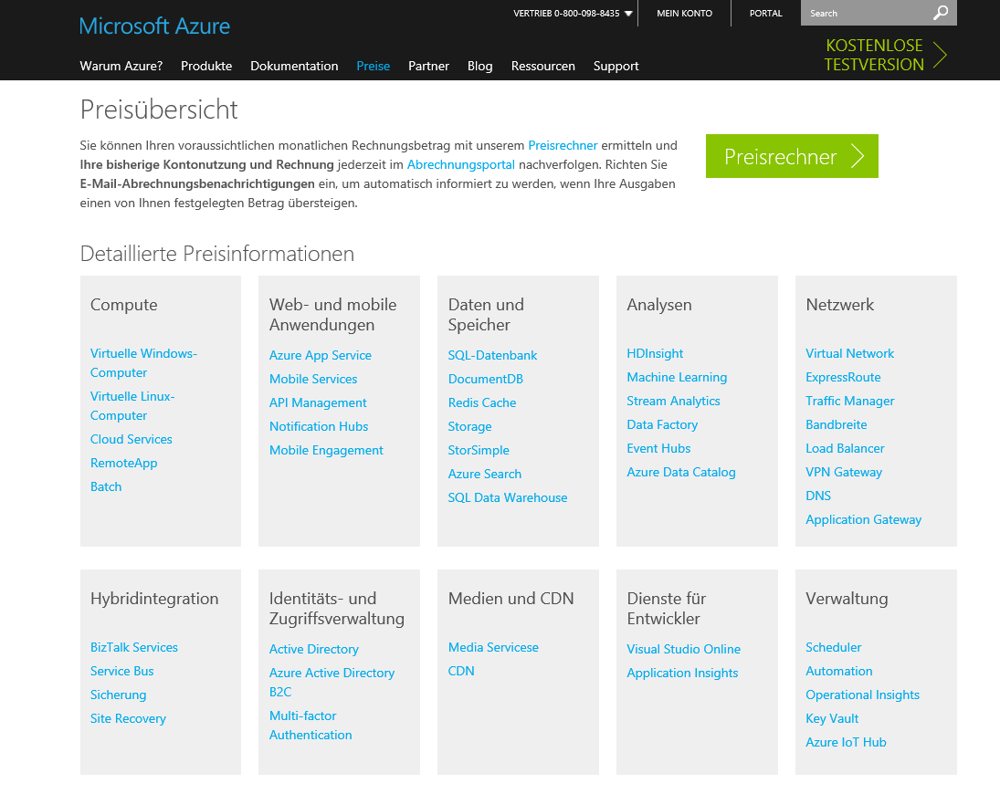 VERTRIEB 0-800-098-8435
MEIN KONTO
PORTAL
Search
Microsoft Azure
KOSTENLOSE
TESTVERSION
Warum Azure?
Produkte
Dokumentation
Preise
Partner
Blog
Ressourcen
Support
Preisübersicht
Sie können Ihren voraussichtlichen monatlichen Rechnungsbetrag mit unserem Preisrechner ermitteln und
Ihre bisherige Kontonutzung und Rechnung jederzeit im Abrechnungsportal nachverfolgen. Richten Sie
E-Mail-Abrechnungsbenachrichtigungen ein, um automatisch informiert zu werden, wenn Ihre Ausgaben
einen von Ihnen festgelegten Betrag übersteigen.
Preisrechner
Detaillierte Preisinformationen
Compute
Virtuelle Windows-
Computer
Virtuelle Linux-
Computer
Cloud Services
RemoteApp
Batch
Web- und mobile
Anwendungen
Azure App Service
Mobile Services
API Management
Notification Hubs
Mobile Engagement
Daten und
Speicher
SQL-Datenbank
DocumentDB
Redis Cache
Storage
StorSimple
Azure Search
SQL Data Warehouse
Analysen
HDInsight
Machine Learning
Stream Analytics
Data Factory
Event Hubs
Azure Data Catalog
Netzwerk
Virtual Network
ExpressRoute
Traffic Manager
Bandbreite
Load Balancer
VPN Gateway
DNS
Application Gateway
Hybridintegration
BizTalk Services
Service Bus
Sicherung
Site Recovery
Identitäts- und
Zugriffsverwaltung
Active Directory
Azure Active Directory
B2C
Multi-factor
Authentication
Medien und CDN
Media Servicese
CDN
Dienste für
Entwickler
Visual Studio Online
Application Insights
Verwaltung
Scheduler
Automation
Operational Insights
Key Vault
Azure IoT Hub